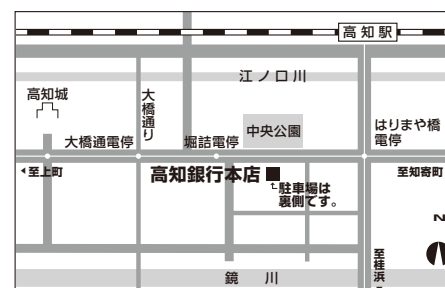 高知駅
江ノ口川
高知城
大橋通り
中央公園
はりまや橋
電停
大橋通電停
堀詰電停
至上町
高知銀行本店
至知寄町
駐車場は
裏側です。
N
至桂浜
鏡川